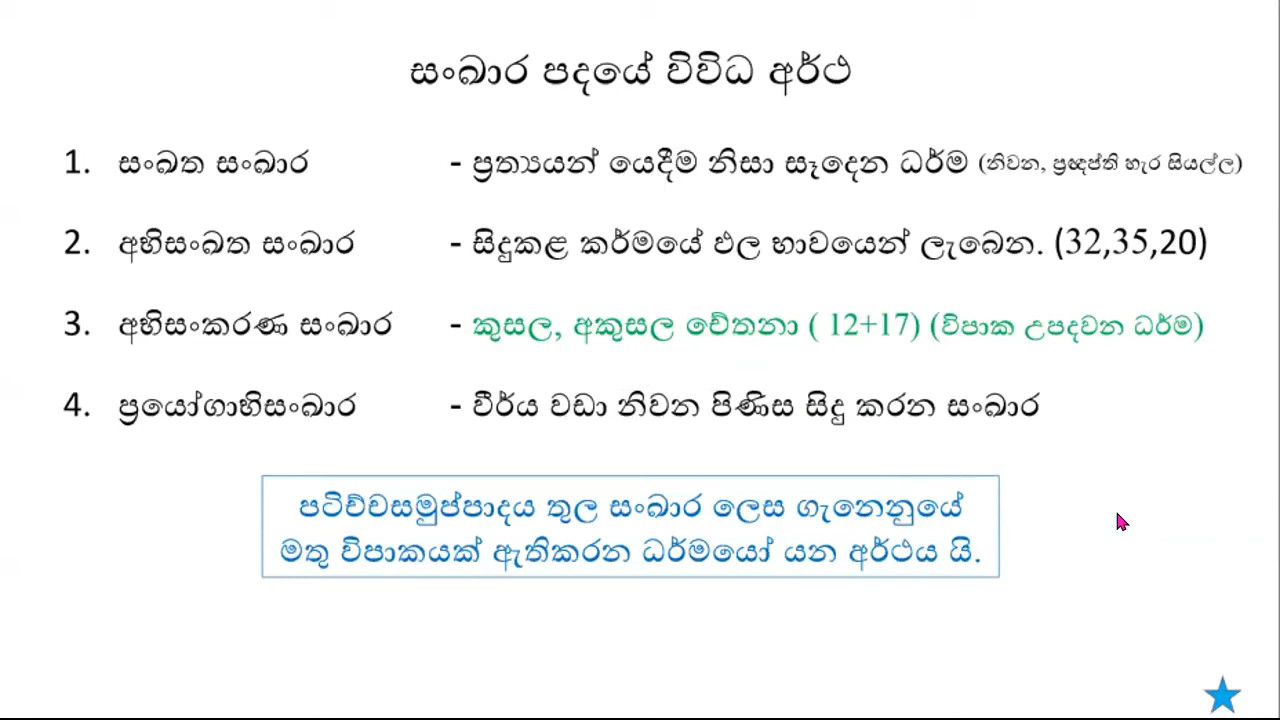 සංඛාර පදයේ විවිධ අර්ථ
1. සංඛත සංඛාර - ප්‍රත්‍යයන් යෙදීම නිසා සෑදෙන ධර්ම (නිවන, ප්‍රඥප්ති හැර සියල්ල)
2. අභිසංඛත සංඛාර - සිදුකළ කර්මයේ ඵල භාවයෙන් ලැබෙන. (32,35,20)
3. අභිසංකරණ සංඛාර - කුසල, අකුසල චේතනා ( 12+17) (විපාක උපදවන ධර්ම)
4. ප්‍රයෝගාභිසංඛාර - වීර්ය වඩා නිවන පිණිස සිදු කරන සංඛාර
පටිච්චසමුප්පාදය තුල සංඛාර ලෙස ගැනෙනුයේ
මතු විපාකයක් ඇතිකරන ධර්මයෝ යන අර්ථය යි.